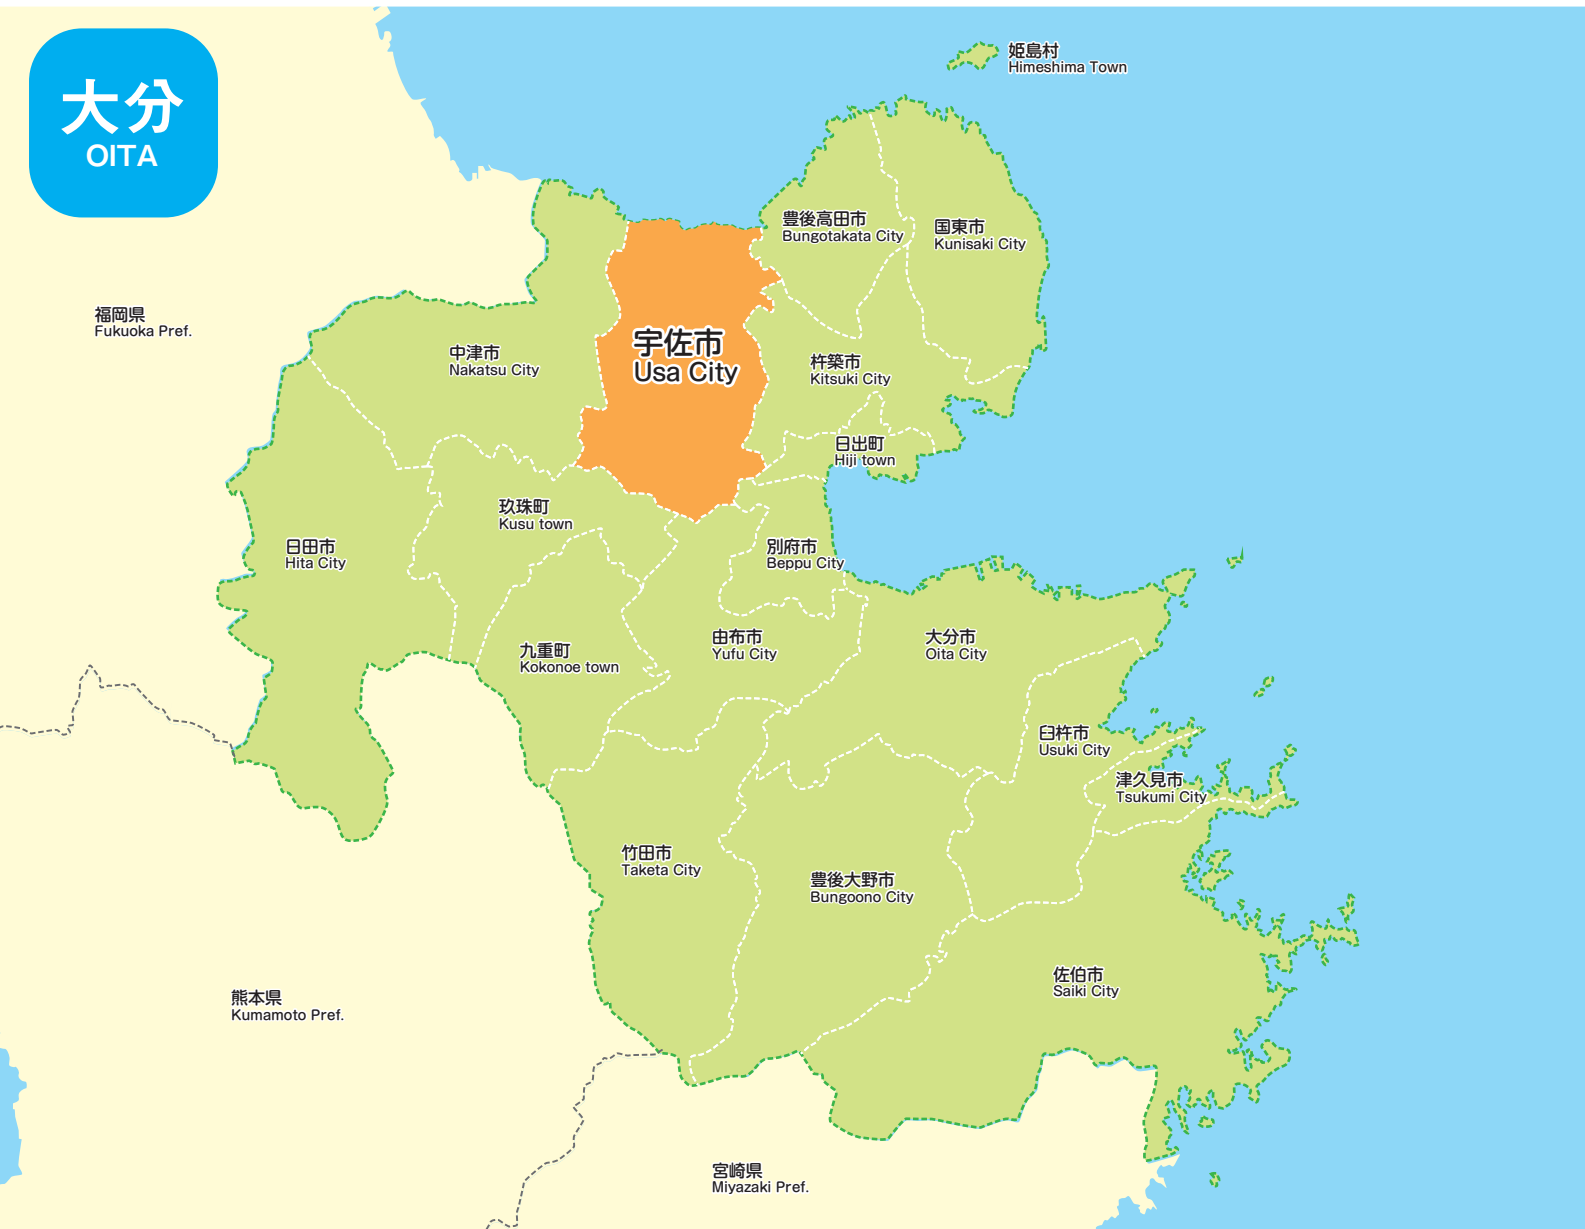 大分
OITA
姫島村
Himeshima Town
豊後高田市
Bungotakata City
国東市
Kunisaki City
福岡県
Fukuoka Pref.
中津市
Nakatsu City
宇佐市
Usa City
杵築市
Kitsuki City
日出町
Hiji town
玖珠町
Kusu town
日田市
Hita City
別府市
Beppu City
九重町
Kokonoe town
由布市
Yufu City
大分市
Oita City
臼杵市
Usuki City
津久見市
Tsukumi City
竹田市
Taketa City
豊後大野市
Bungoono City
佐伯市
Saiki City
熊本県
Kumamoto Pref.
宮崎県
Miyazaki Pref.